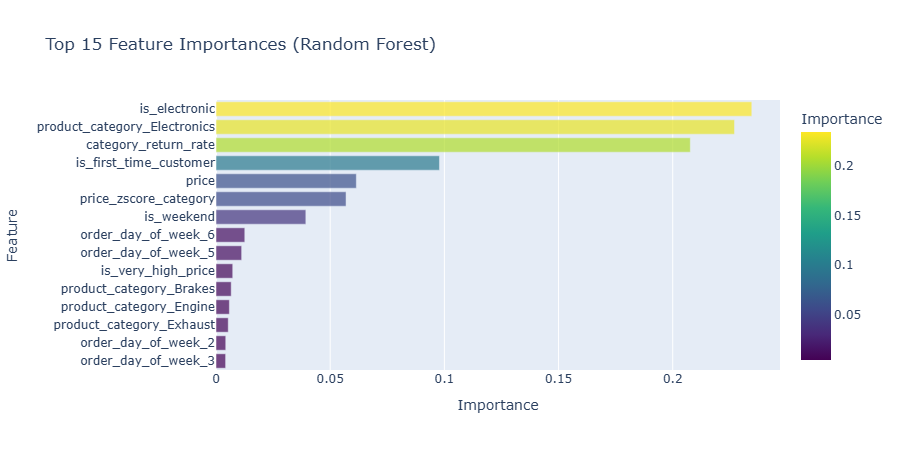 Top 15 Feature Importances (Random Forest)
Feature
is_electronic
product_category_Electronics
category_return_rate
is_first_time_customer
price
price_zscore_category
is_weekend
order_day_of_week_6
order_day_of_week_5
is_very_high_price
product_category_Brakes
product_category_Engine
product_category_Exhaust
order_day_of_week_2
order_day_of_week_3
0 0.05 0.1 0.15 0.2
Importance
Importance
0.2
0.15
0.1
0.05